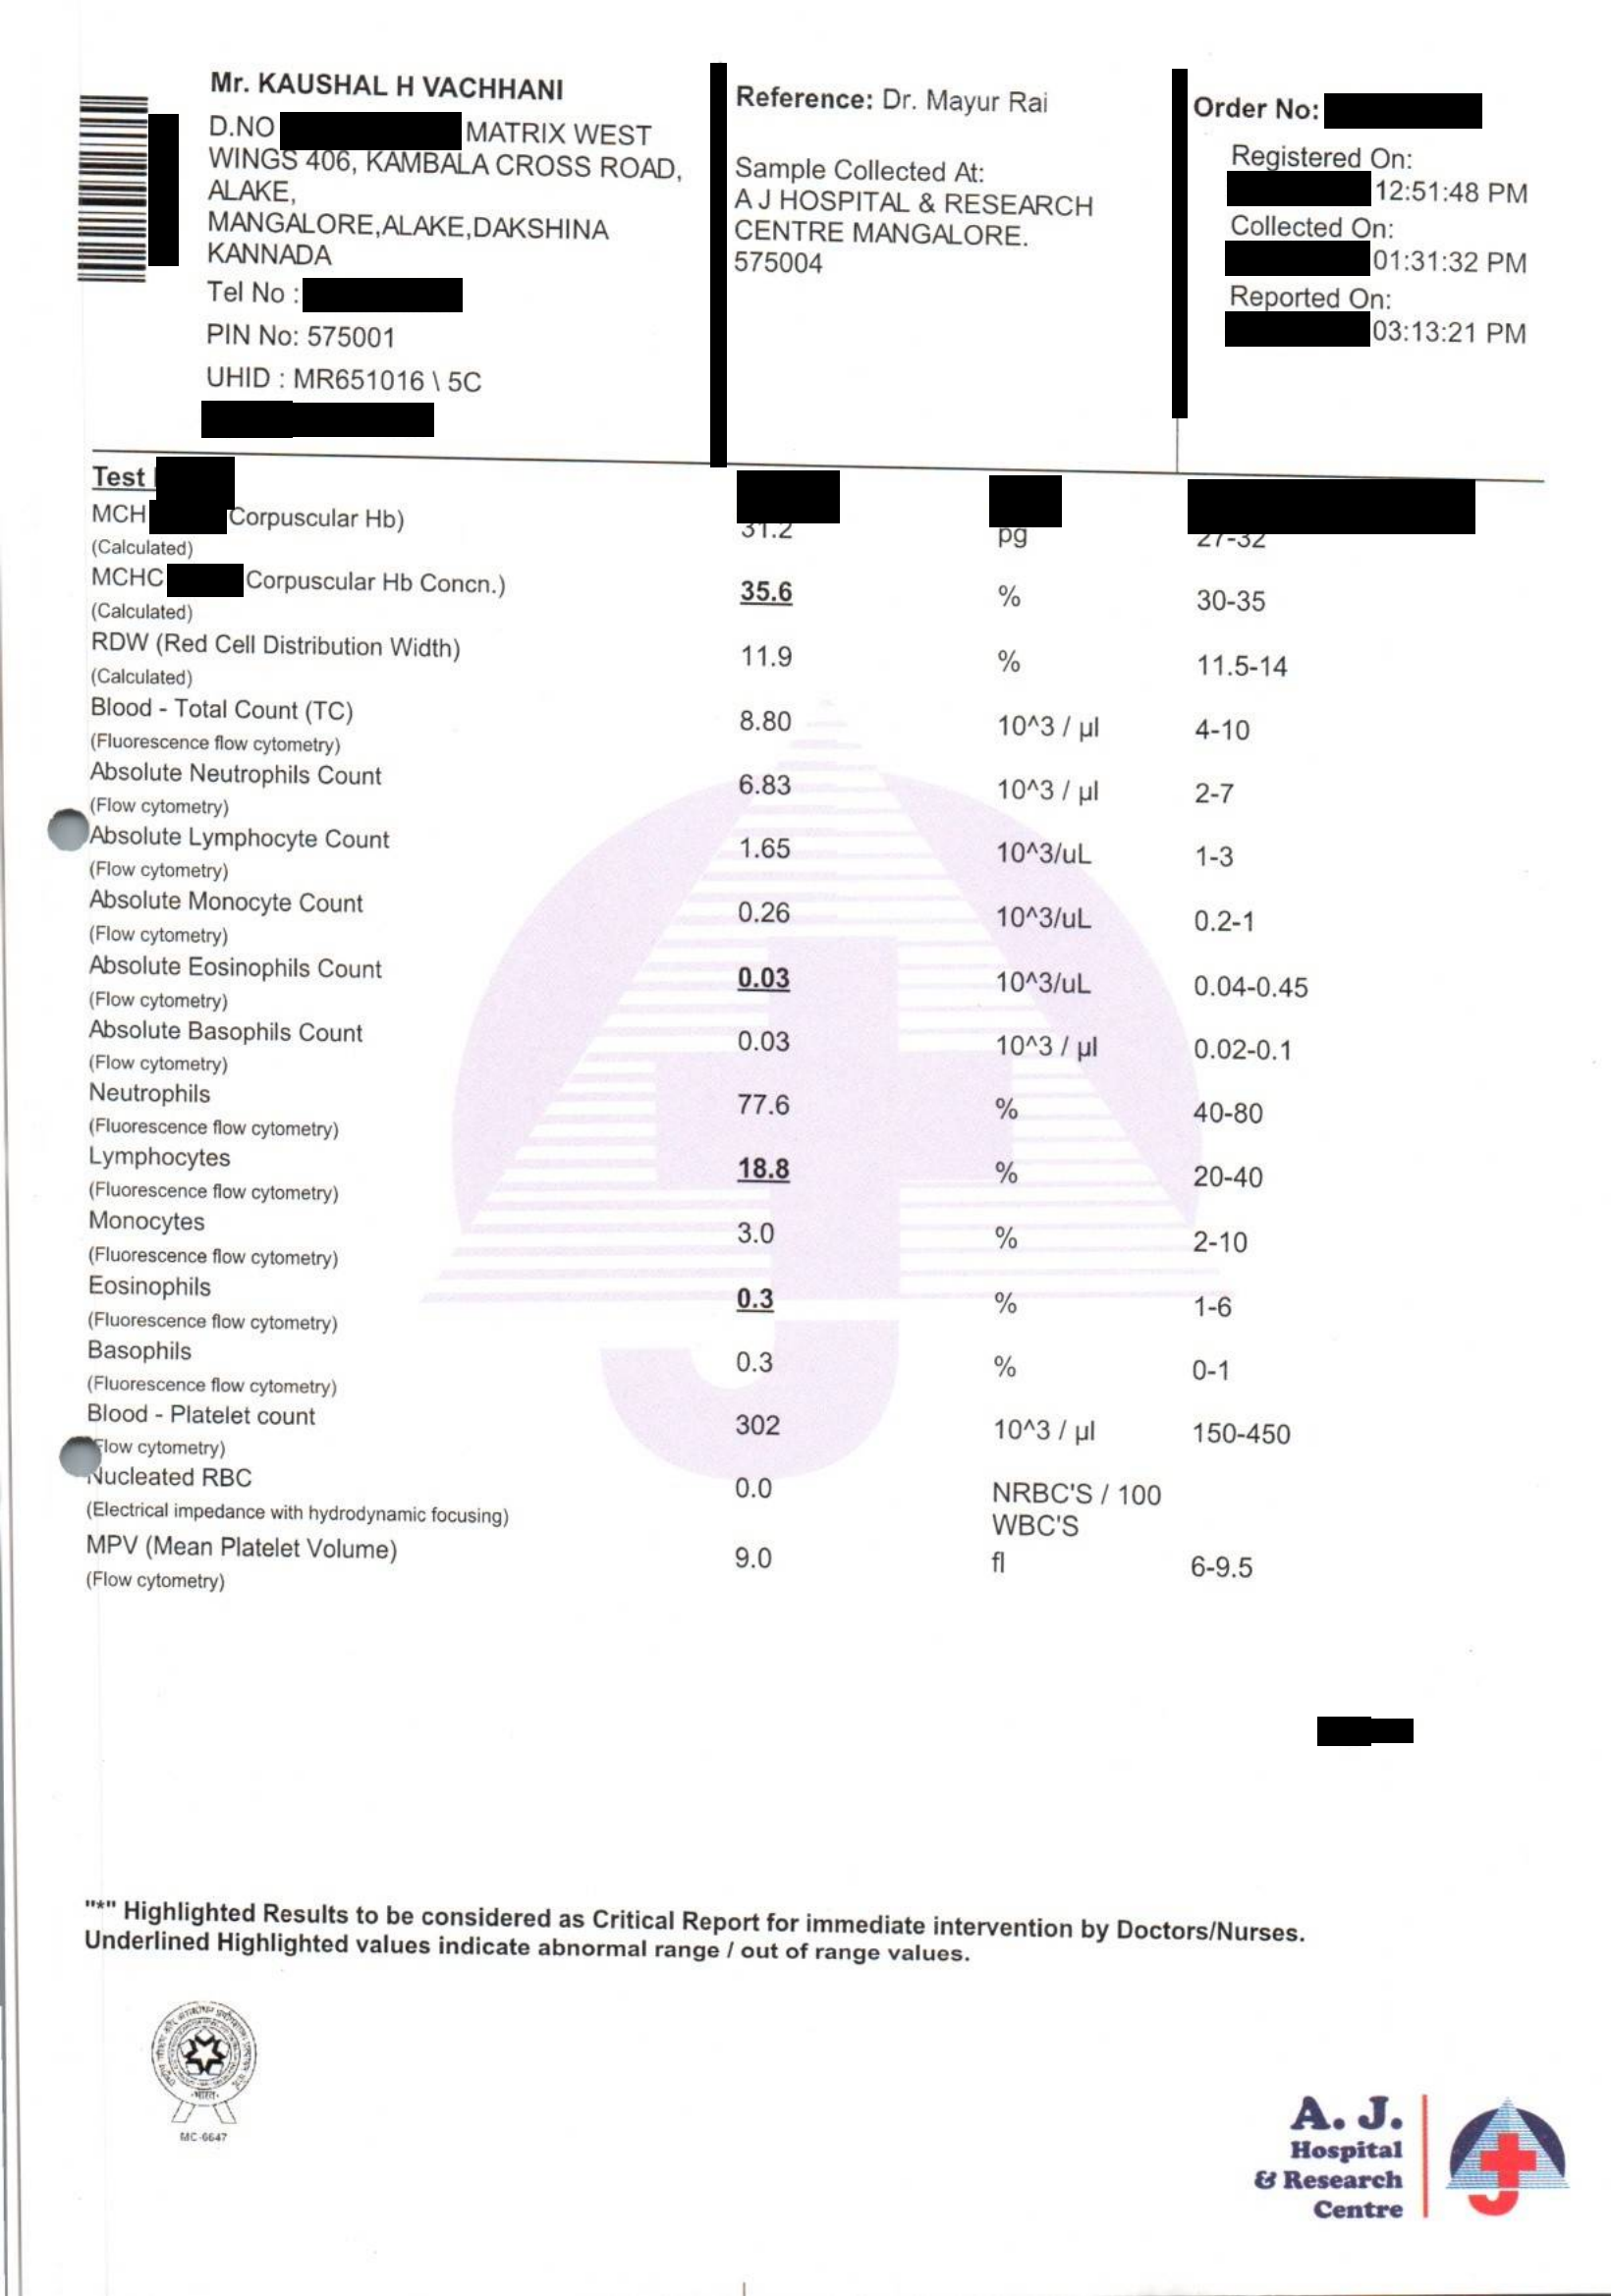 Mr. KAUSHAL H VACHHANI
D.NO MATRIX WEST
WINGS 406, KAMBALA CROSS ROAD,
ALAKE,
MANGALORE,ALAKE,DAKSHINA
KANNADA
Tel No :
PIN No: 575001
UHID : MR651016 \ 5C
Reference: Dr. Mayur Rai
Sample Collected At:
A J HOSPITAL & RESEARCH
CENTRE MANGALORE.
575004
Order No:
Registered On:
12:51:48 PM
Collected On:
01:31:32 PM
Reported On:
03:13:21 PM
Test
MCH Corpuscular Hb) 31.2 pg 27-32
(Calculated)
MCHC Corpuscular Hb Concn.) 35.6 % 30-35
(Calculated)
RDW (Red Cell Distribution Width) 11.9 % 11.5-14
(Calculated)
Blood - Total Count (TC) 8.80 10^3 / µl 4-10
(Fluorescence flow cytometry)
Absolute Neutrophils Count 6.83 10^3 / µl 2-7
(Flow cytometry)
Absolute Lymphocyte Count 1.65 10^3/uL 1-3
(Flow cytometry)
Absolute Monocyte Count 0.26 10^3/uL 0.2-1
(Flow cytometry)
Absolute Eosinophils Count 0.03 10^3/uL 0.04-0.45
(Flow cytometry)
Absolute Basophils Count 0.03 10^3 / µl 0.02-0.1
(Flow cytometry)
Neutrophils 77.6 % 40-80
(Fluorescence flow cytometry)
Lymphocytes 18.8 % 20-40
(Fluorescence flow cytometry)
Monocytes 3.0 % 2-10
(Fluorescence flow cytometry)
Eosinophils 0.3 % 1-6
(Fluorescence flow cytometry)
Basophils 0.3 % 0-1
(Fluorescence flow cytometry)
Blood - Platelet count 302 10^3 / µl 150-450
Flow cytometry)
Nucleated RBC 0.0 NRBC'S / 100
(Electrical impedance with hydrodynamic focusing) WBC'S
MPV (Mean Platelet Volume) 9.0 fl 6-9.5
(Flow cytometry)
"*" Highlighted Results to be considered as Critical Report for immediate intervention by Doctors/Nurses.
Underlined Highlighted values indicate abnormal range / out of range values.
भारत
MC-6647
A. J.
Hospital
& Research
Centre